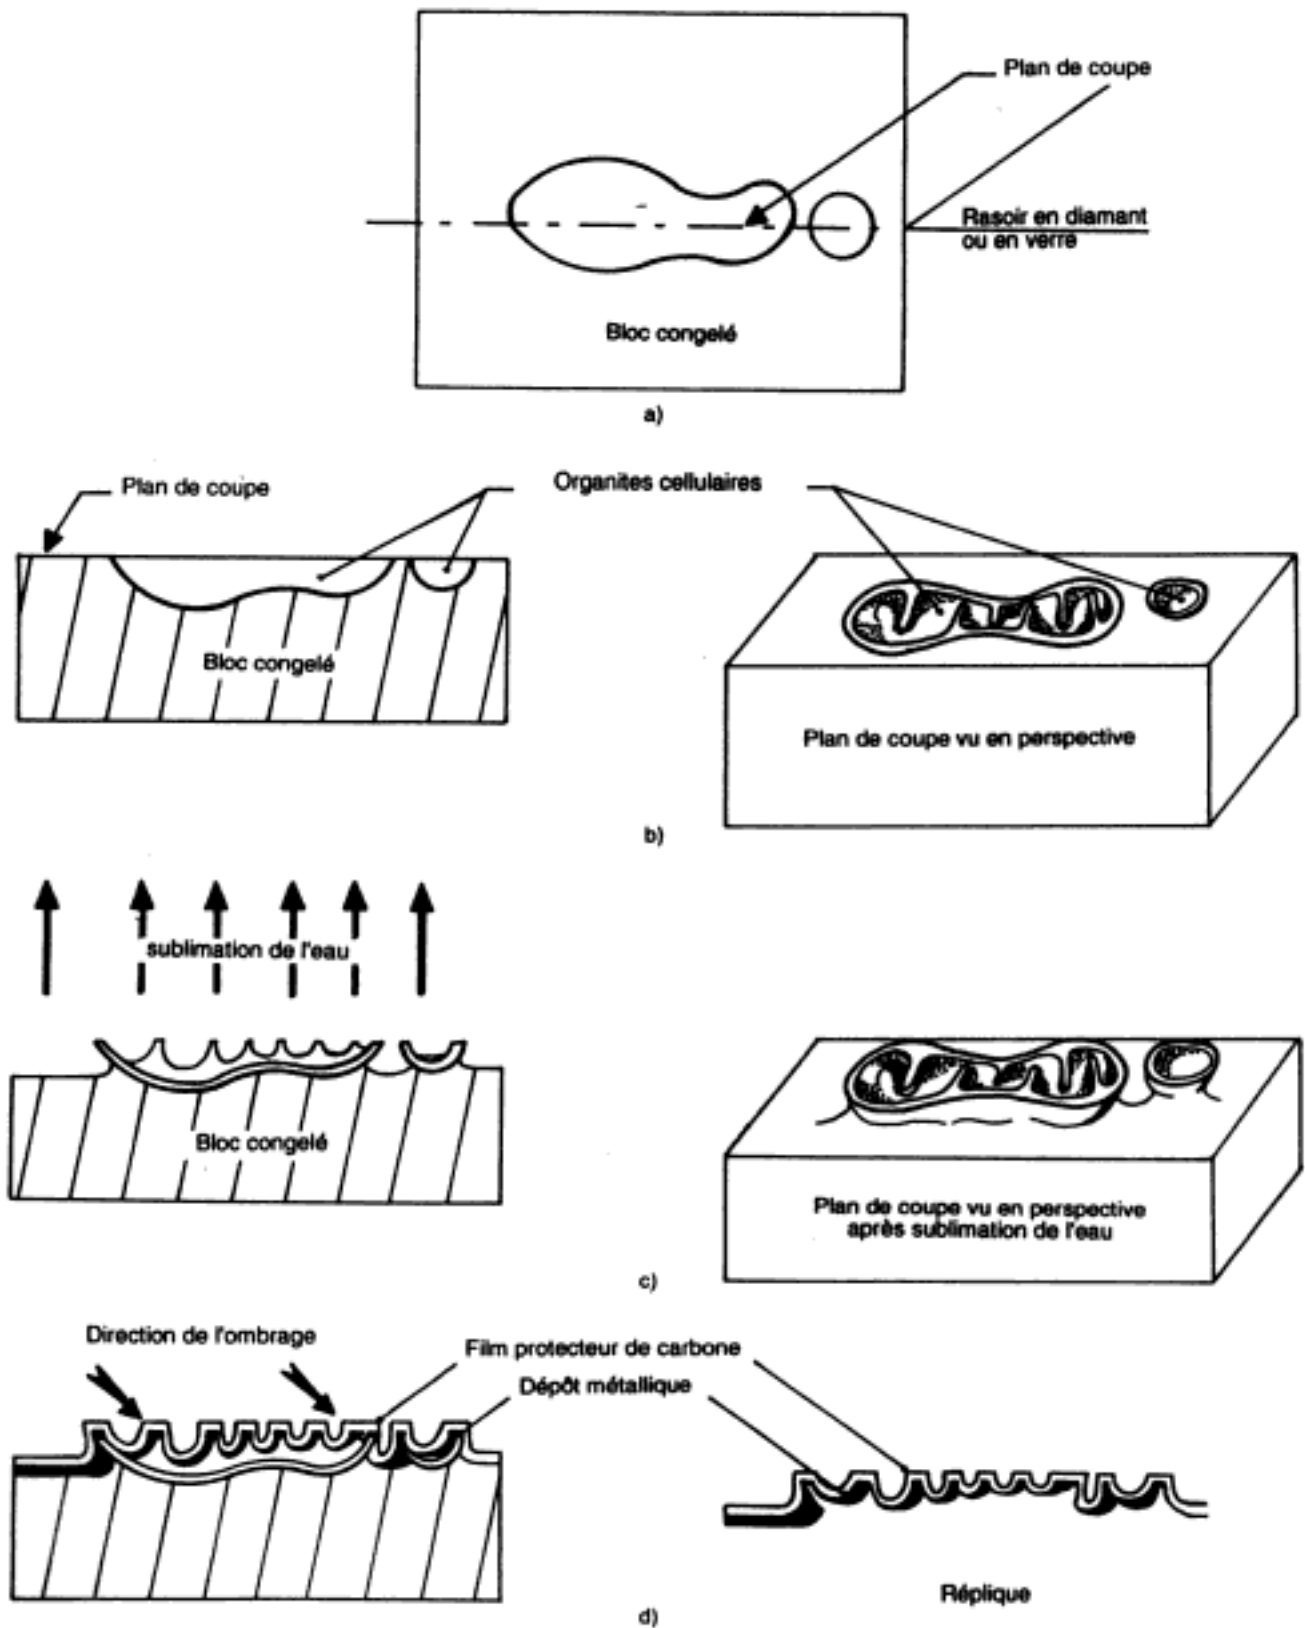 Plan de coupe
Rasoir en diamant
ou en verre
Bloc congelé
a)
Plan de coupe
Organites cellulaires
Bloc congelé
Plan de coupe vu en perspective
b)
sublimation de l'eau
Bloc congelé
Plan de coupe vu en perspective
après sublimation de l'eau
c)
Direction de l'ombrage
Film protecteur de carbone
Dépôt métallique
Réplique
d)